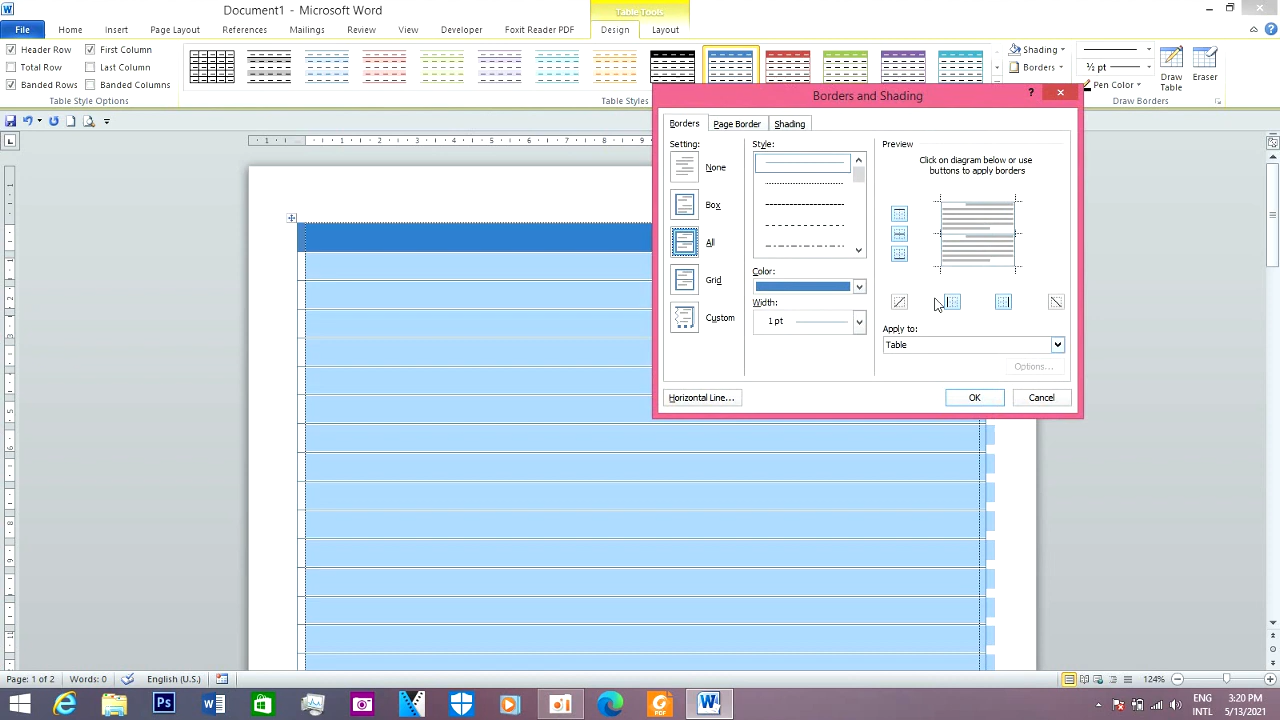 Document1 - Microsoft Word
Table Tools
File Home Insert Page Layout References Mailings Review View Developer Foxit Reader PDF Design Layout
Header Row First Column
Total Row Last Column
Banded Rows Banded Columns
Table Style Options
Table Styles
Shading
Borders
½ pt
Pen Color
Draw
Table
Eraser
Draw Borders
Borders and Shading
?
Borders Page Border Shading
Setting:
None
Box
All
Grid
Custom
Style:
Color:
Width:
1 pt
Preview
Click on diagram below or use
buttons to apply borders
Apply to:
Table
Options...
Horizontal Line...
OK Cancel
Page: 1 of 2 Words: 0 English (U.S.) 124%
ENG
INTL
3:20 PM
5/13/2021